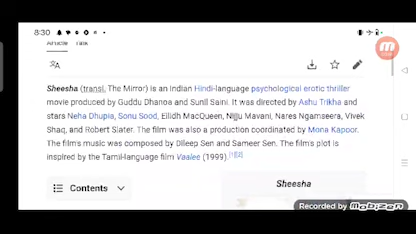 8:30
Article Talk
Sheesha (transl. The Mirror) is an Indian Hindi-language psychological erotic thriller
movie produced by Guddu Dhanoa and Sunil Saini. It was directed by Ashu Trikha and
stars Neha Dhupia, Sonu Sood, Eilidh MacQueen, Nijju Mavani, Nares Ngamseera, Vivek
Shaq, and Robert Slater. The film was also a production coordinated by Mona Kapoor.
The film's music was composed by Dileep Sen and Sameer Sen. The film's plot is
inspired by the Tamil-language film Vaalee (1999).[1][2]
Contents
Sheesha
Recorded by Mobizen